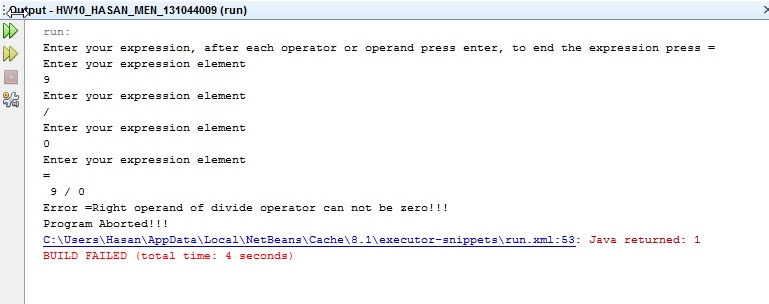 Output - HW10_HASAN_MEN_131044009 (run)
run:
Enter your expression, after each operator or operand press enter, to end the expression press =
Enter your expression element
9
Enter your expression element
/
Enter your expression element
0
Enter your expression element
=
9 / 0
Error =Right operand of divide operator can not be zero!!!
Program Aborted!!!
C:\Users\Hasan\AppData\Local\NetBeans\Cache\8.1\executor-snippets\run.xml:53: Java returned: 1
BUILD FAILED (total time: 4 seconds)